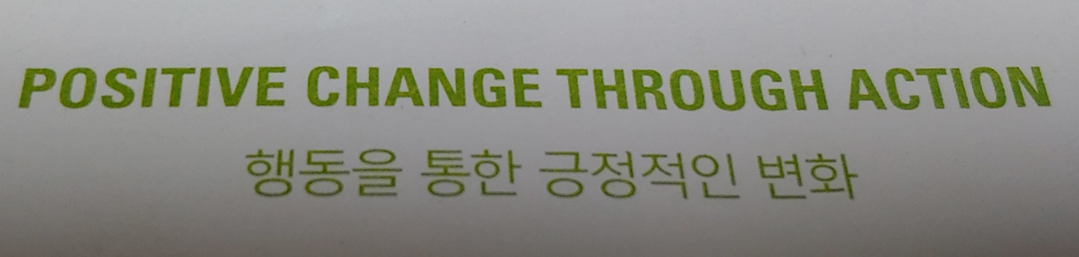 POSITIVE CHANGE THROUGH ACTION
행동을 통한 긍정적인 변화